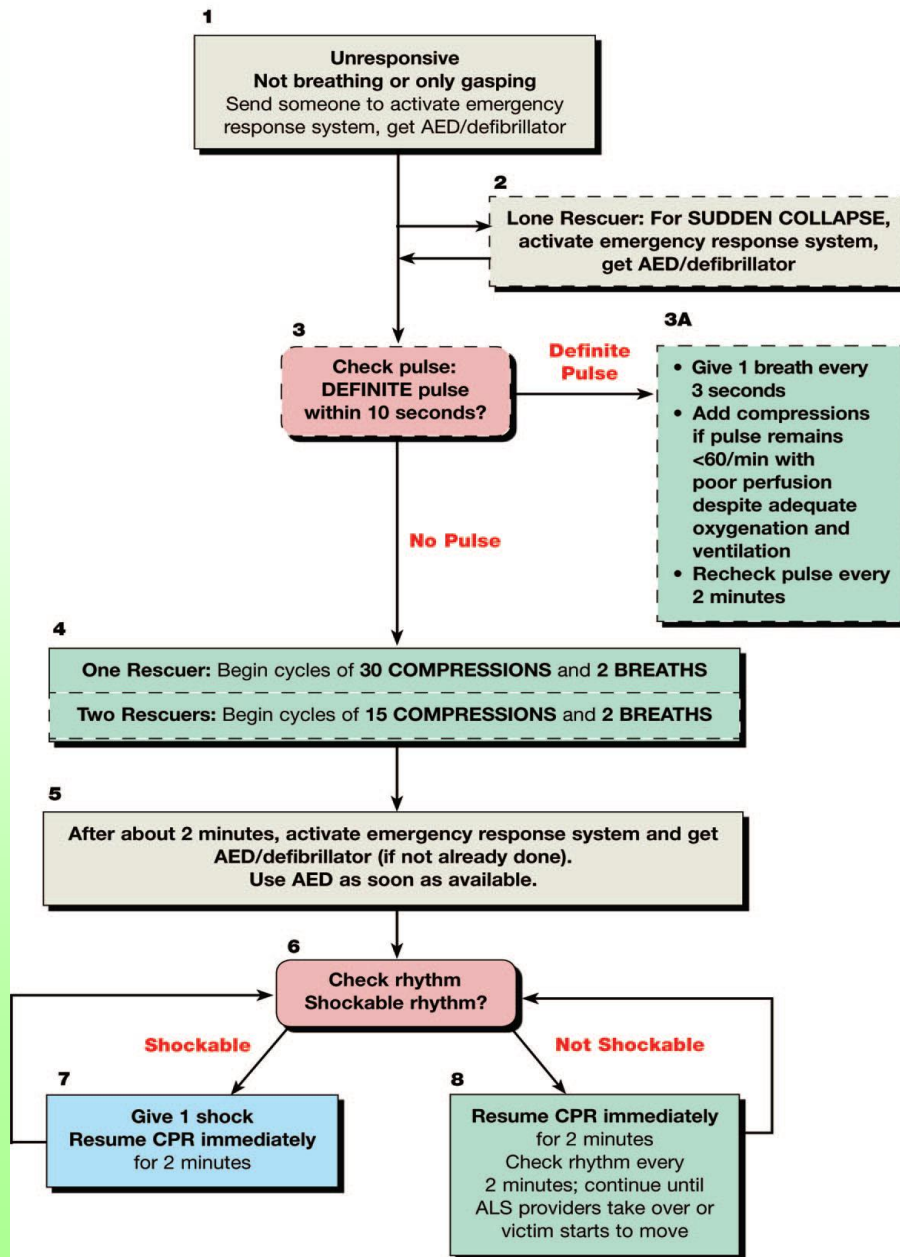 1
Unresponsive
Not breathing or only gasping
Send someone to activate emergency
response system, get AED/defibrillator
2
Lone Rescuer: For SUDDEN COLLAPSE,
activate emergency response system,
get AED/defibrillator
3
Check pulse:
DEFINITE pulse
within 10 seconds?
Definite
Pulse
3A
• Give 1 breath every
3 seconds
• Add compressions
if pulse remains
<60/min with
poor perfusion
despite adequate
oxygenation and
ventilation
• Recheck pulse every
2 minutes
No Pulse
4
One Rescuer: Begin cycles of 30 COMPRESSIONS and 2 BREATHS
Two Rescuers: Begin cycles of 15 COMPRESSIONS and 2 BREATHS
5
After about 2 minutes, activate emergency response system and get
AED/defibrillator (if not already done).
Use AED as soon as available.
6
Check rhythm
Shockable rhythm?
Shockable
Not Shockable
7
Give 1 shock
Resume CPR immediately
for 2 minutes
8
Resume CPR immediately
for 2 minutes
Check rhythm every
2 minutes; continue until
ALS providers take over or
victim starts to move